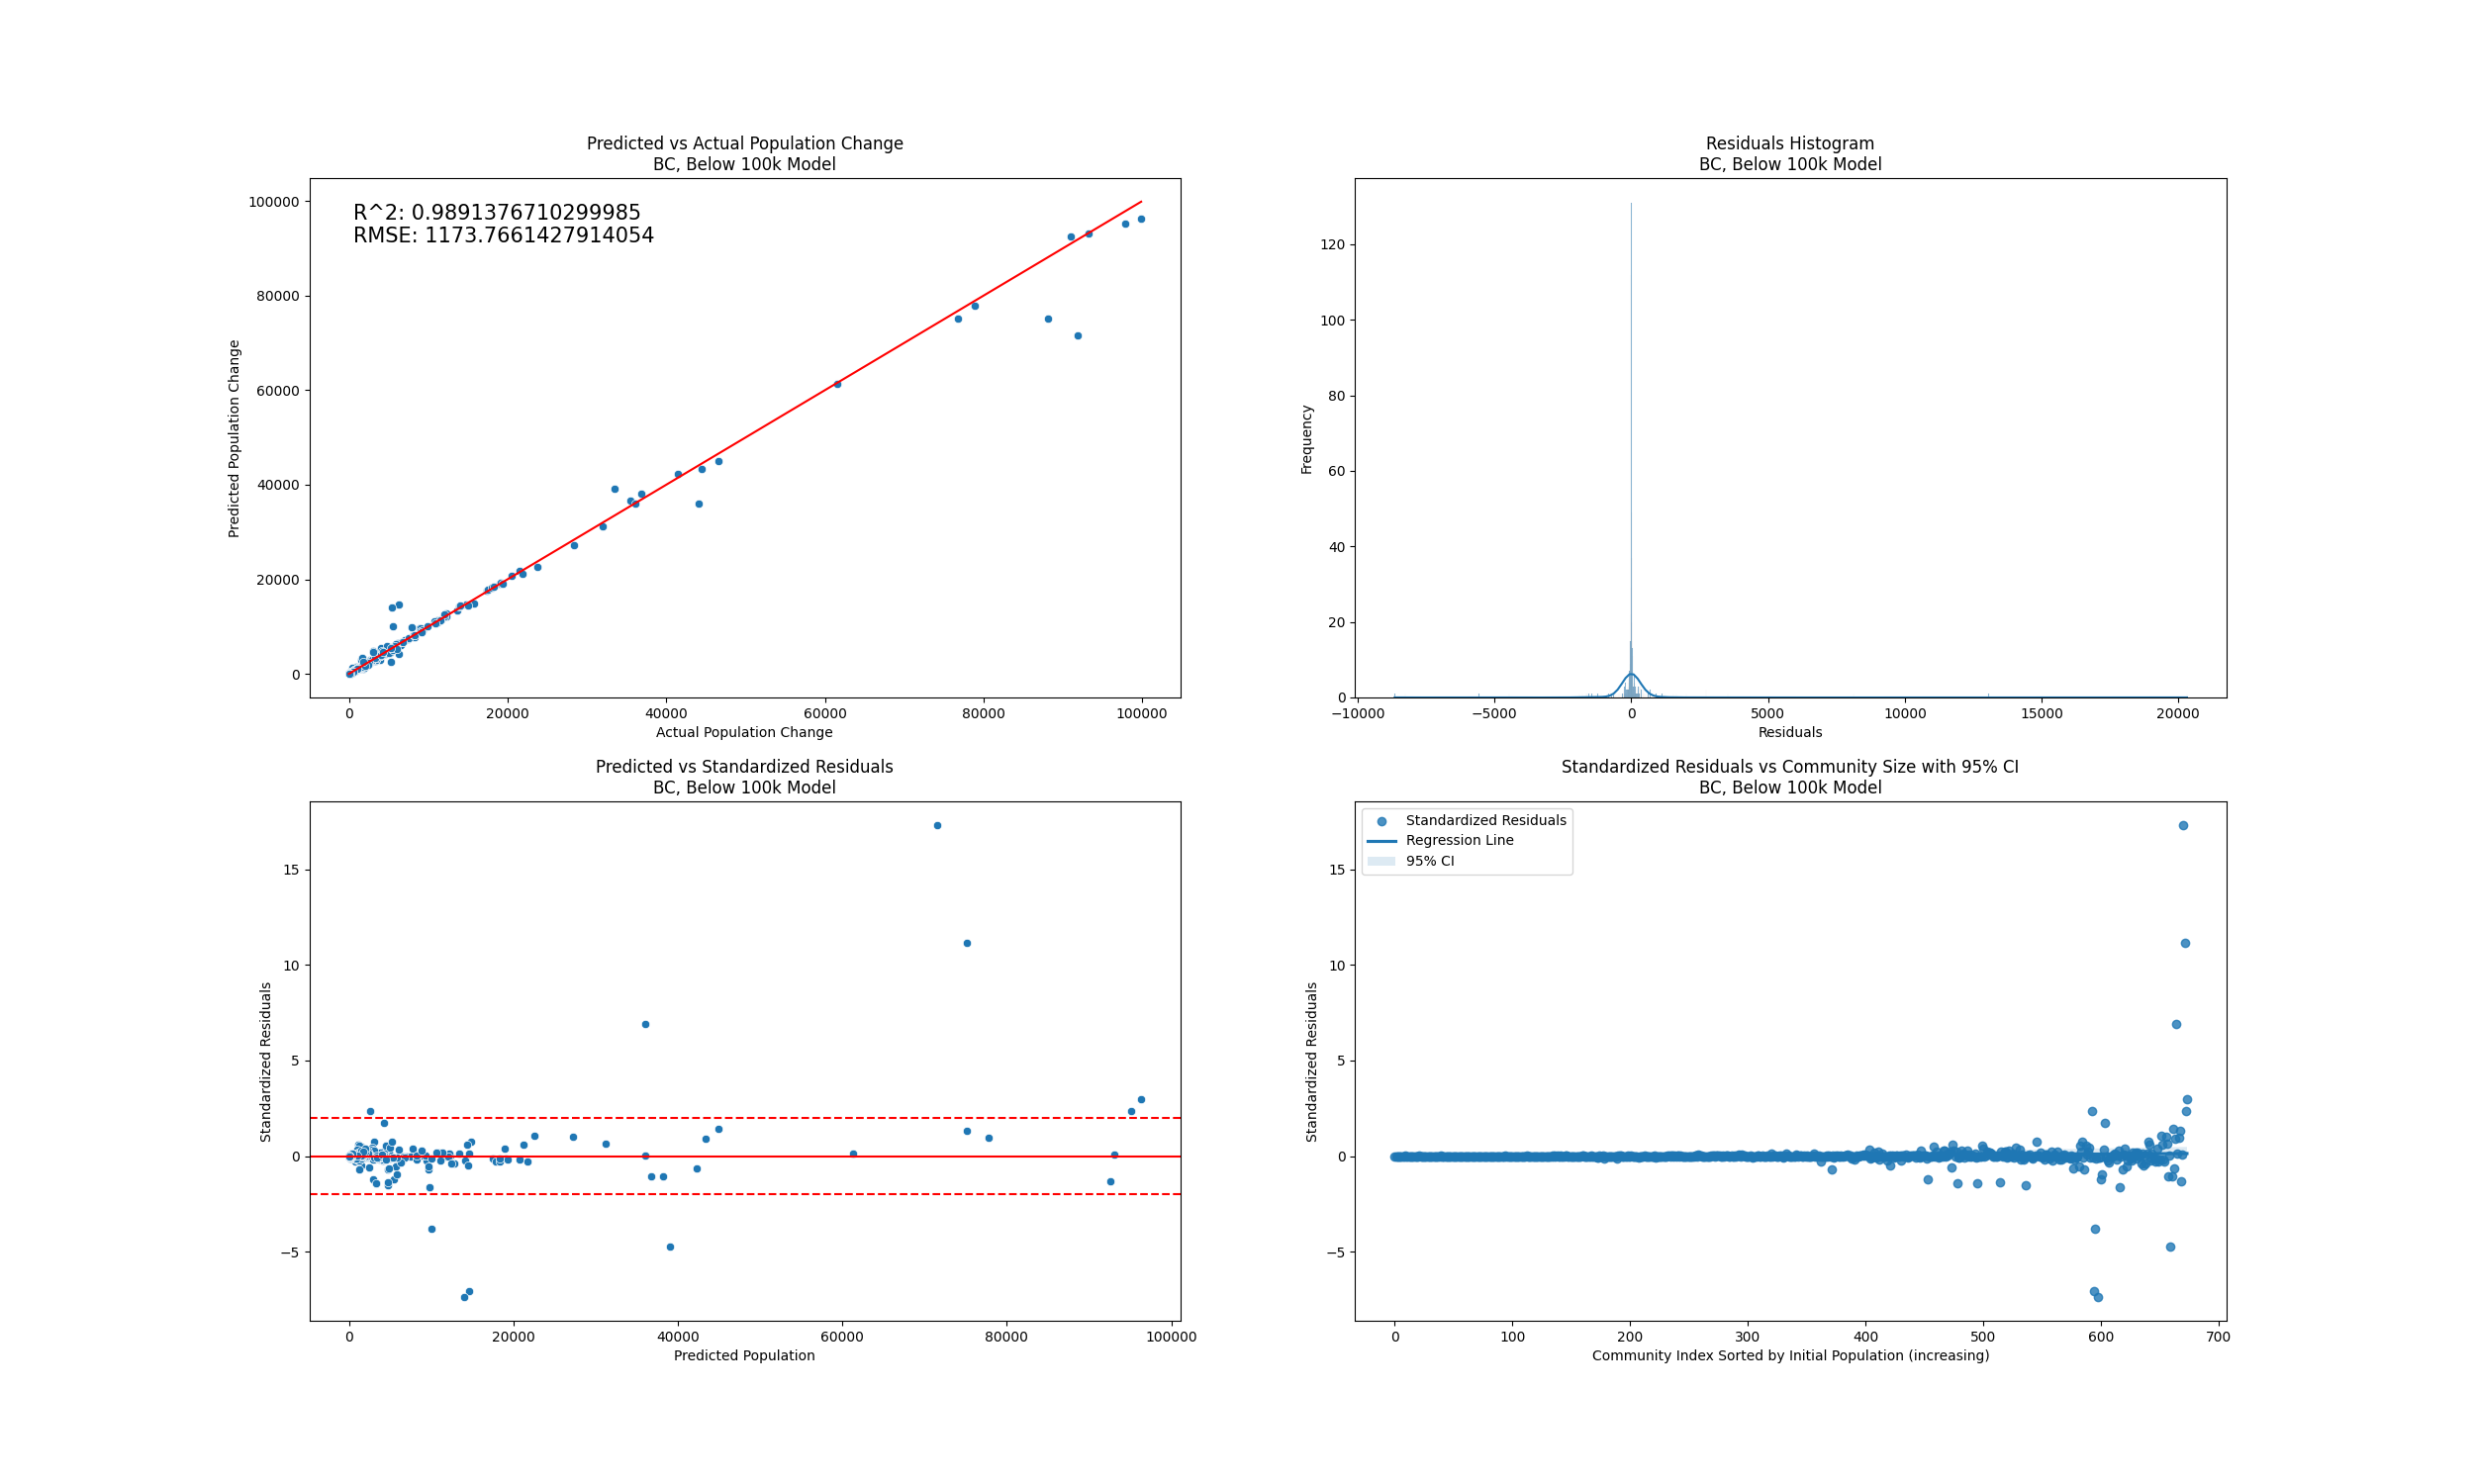 Predicted vs Actual Population Change
BC, Below 100k Model
R^2: 0.9891376710299985
RMSE: 1173.7661427914054
Predicted Population Change
100000
80000
60000
40000
20000
0
0 20000 40000 60000 80000 100000
Actual Population Change
Residuals Histogram
BC, Below 100k Model
Frequency
120
100
80
60
40
20
0
−10000 −5000 0 5000 10000 15000 20000
Residuals
Predicted vs Standardized Residuals
BC, Below 100k Model
Standardized Residuals
15
10
5
0
−5
0 20000 40000 60000 80000 100000
Predicted Population
Standardized Residuals vs Community Size with 95% CI
BC, Below 100k Model
Standardized Residuals
Regression Line
95% CI
Standardized Residuals
15
10
5
0
−5
0 100 200 300 400 500 600 700
Community Index Sorted by Initial Population (increasing)